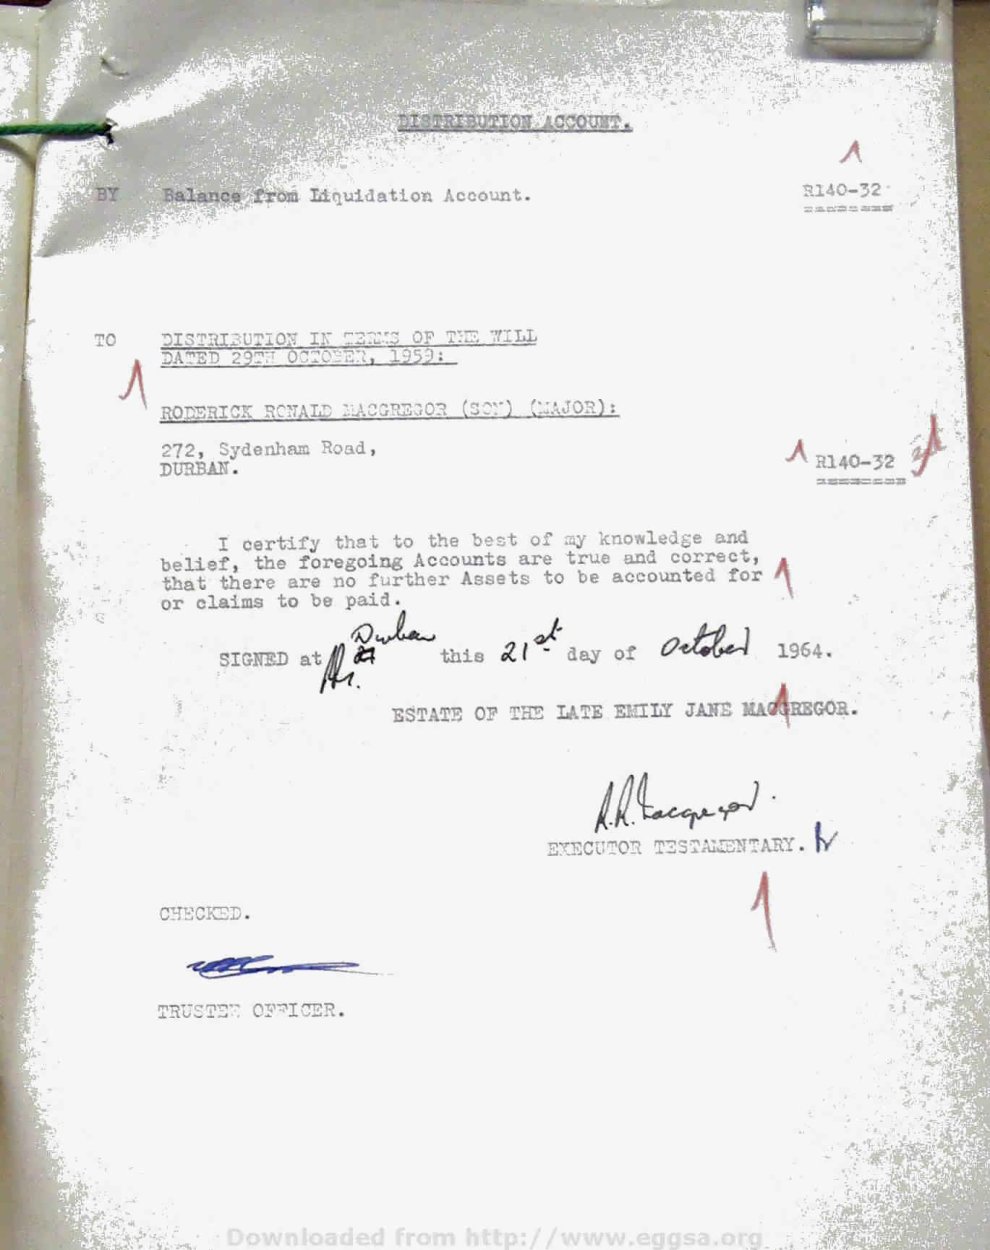 DISTRIBUTION ACCOUNT.
BY Balance from Liquidation Account. R140-32
TO DISTRIBUTION IN TERMS OF THE WILL
DATED 29TH OCTOBER, 1959:
RODERICK RONALD MACGREGOR (SON) (MAJOR):
272, Sydenham Road,
DURBAN.
R140-32
I certify that to the best of my knowledge and
belief, the foregoing Accounts are true and correct,
that there are no further Assets to be accounted for
or claims to be paid.
SIGNED at Durban this 21st day of October 1964.
ESTATE OF THE LATE EMILY JANE MACGREGOR.
R.R. Macgregor.
EXECUTOR TESTAMENTARY.
CHECKED.
TRUSTEE OFFICER.
Downloaded from http://www.eggsa.org